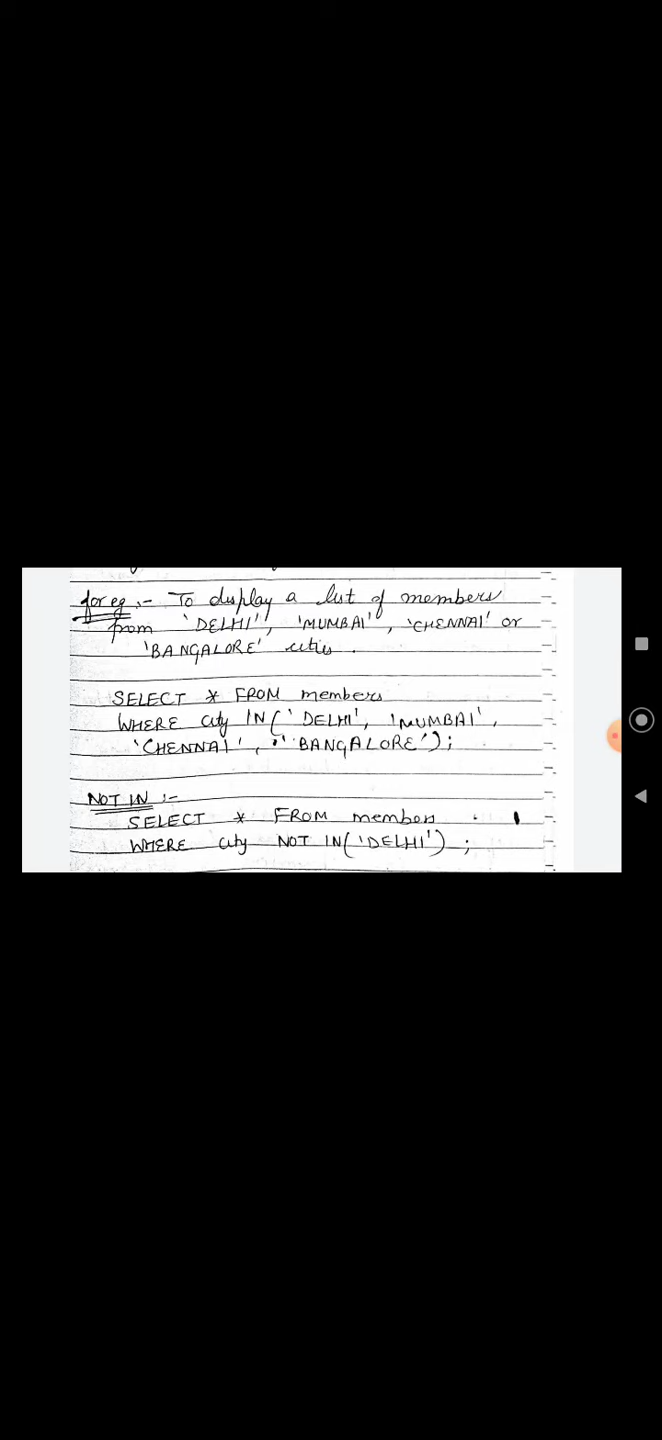 for eg :- To display a list of members
from 'DELHI', 'MUMBAI', 'CHENNAI' or
'BANGALORE' cities.
SELECT * FROM members
WHERE city IN('DELHI', 'MUMBAI',
'CHENNAI', 'BANGALORE');
NOT IN :-
SELECT * FROM members
WHERE city NOT IN('DELHI');